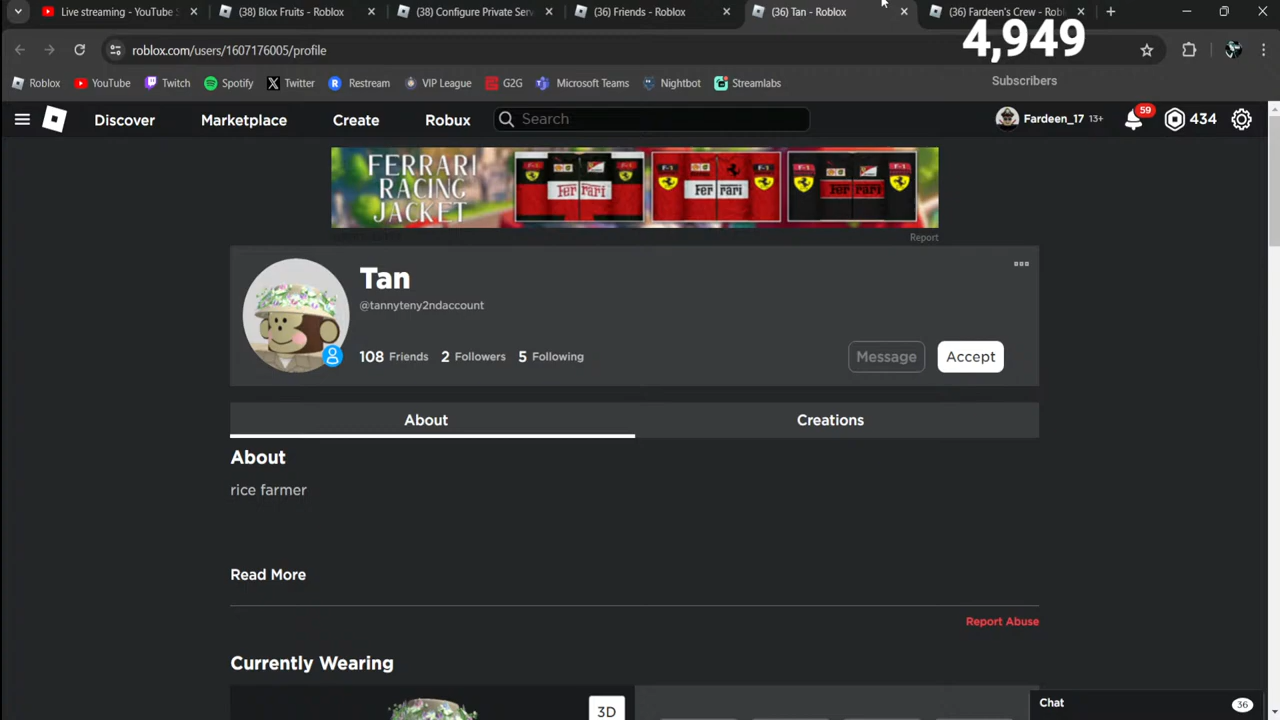 Live streaming - YouTube S
(38) Blox Fruits - Roblox
(38) Configure Private Serv
(36) Friends - Roblox
(36) Tan - Roblox
(36) Fardeen's Crew - Rob
roblox.com/users/1607176005/profile
4,949
Subscribers
Roblox
YouTube
Twitch
Spotify
Twitter
Restream
VIP League
G2G
Microsoft Teams
Nightbot
Streamlabs
Discover
Marketplace
Create
Robux
Search
Fardeen_17 13+
59
434
FERRARI
RACING
JACKET
Ferrari
Ferrari
Ferrari
Report
Tan
@tannyteny2ndaccount
108 Friends
2 Followers
5 Following
Message
Accept
About
Creations
About
rice farmer
Read More
Report Abuse
Currently Wearing
3D
Chat
36